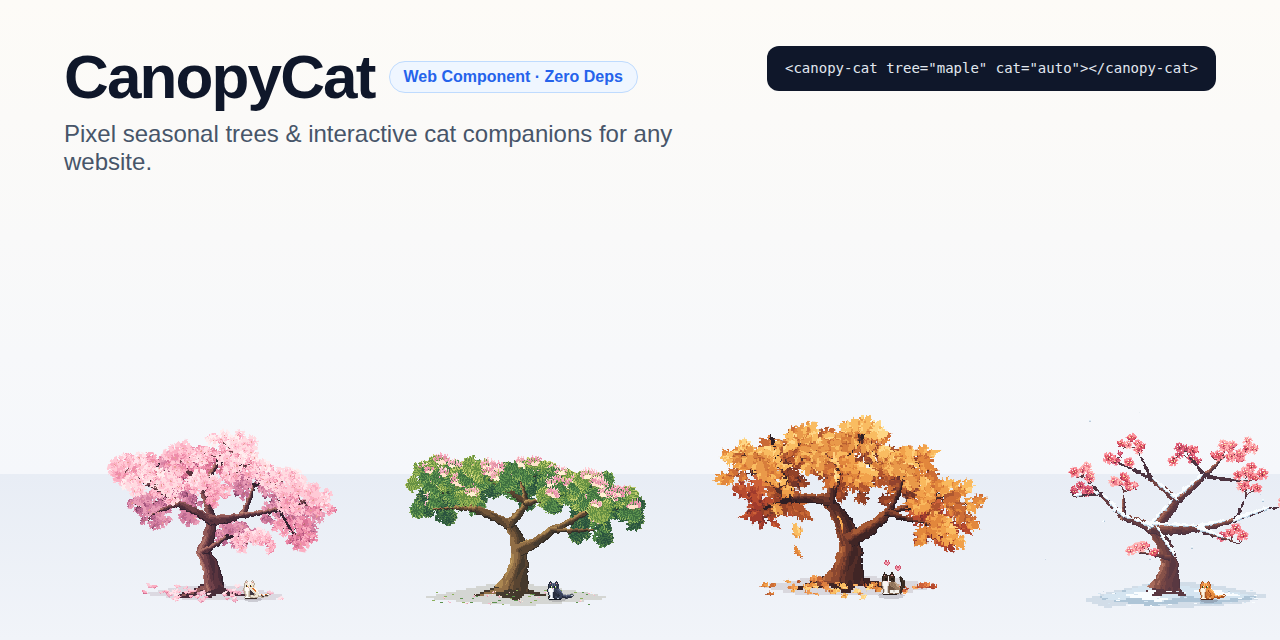 CanopyCat
Web Component · Zero Deps
<canopy-cat tree="maple" cat="auto"></canopy-cat>
Pixel seasonal trees & interactive cat companions for any
website.